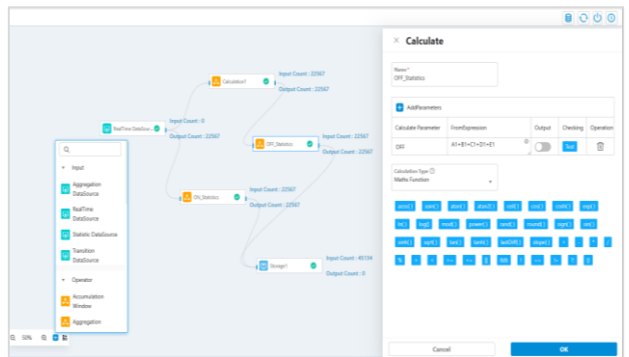 Calculate
Name*
OFF_Statistics
AddParameters
Calculate Parameter FromExpression Output Checking Operation
OFF A1+B1+C1+D1+E1 Test
Calculation Type
Maths Function
acos() asin() atan() atan2() ceil() cos() cosh() exp()
ln() log() mod() power() rand() round() sign() sin()
sinh() sqrt() tan() tanh()
Cancel OK
Calculation1
Input Count : 22567
Output Count : 22567
RealTime DataSour...
Input Count : 0
Output Count : 22567
OFF_Statistics
Input Count : 22567
Output Count : 22567
ON_Statistics
Input Count : 22567
Output Count : 22567
Storage1
Input Count : 45134
Output Count : 0
Input
Aggregation
DataSource
RealTime
DataSource
Statistic DataSource
Transition
DataSource
Operator
Accumulation
Window
Aggregation
50%